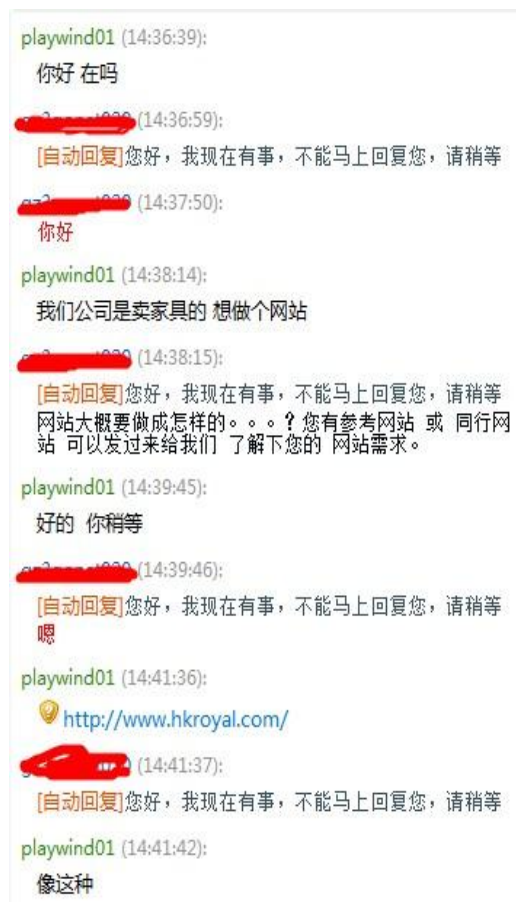 playwind01 (14:36:39):
你好 在吗
(14:36:59):
[自动回复]您好，我现在有事，不能马上回复您，请稍等
(14:37:50):
你好
playwind01 (14:38:14):
我们公司是卖家具的 想做个网站
(14:38:15):
[自动回复]您好，我现在有事，不能马上回复您，请稍等
网站大概要做成怎样的。。。？您有参考网站 或 同行网
站 可以发过来给我们 了解下您的 网站需求。
playwind01 (14:39:45):
好的 你稍等
(14:39:46):
[自动回复]您好，我现在有事，不能马上回复您，请稍等
嗯
playwind01 (14:41:36):
http://www.hkroyal.com/
(14:41:37):
[自动回复]您好，我现在有事，不能马上回复您，请稍等
playwind01 (14:41:42):
像这种